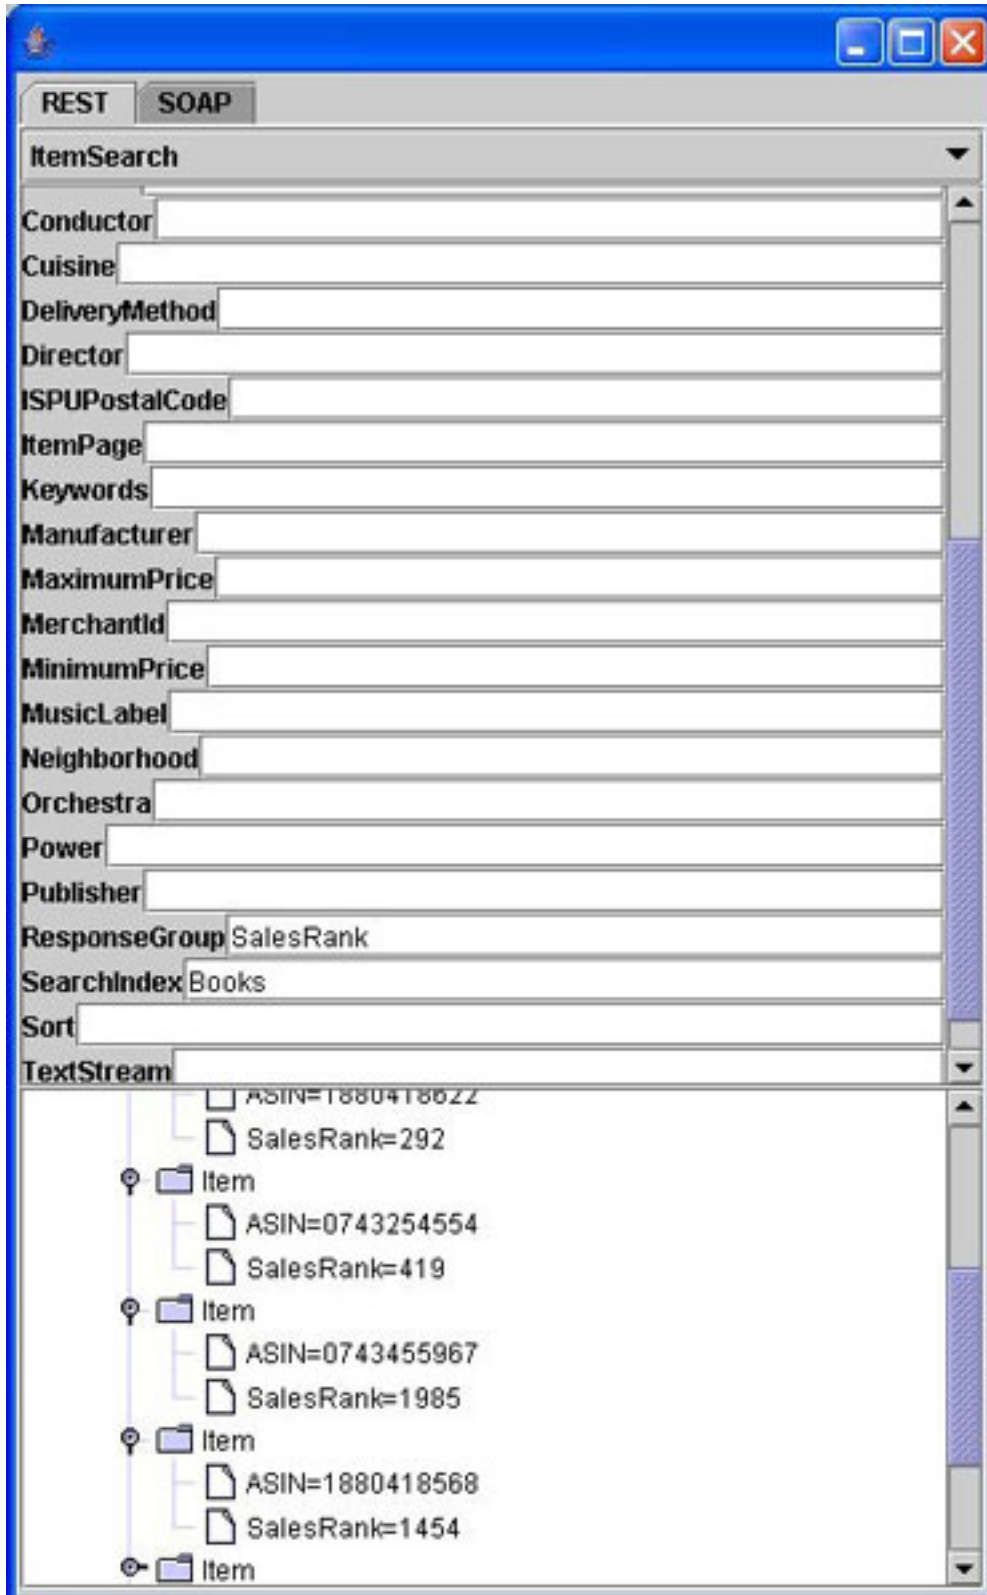 REST SOAP
ItemSearch
Conductor
Cuisine
DeliveryMethod
Director
ISPUPostalCode
ItemPage
Keywords
Manufacturer
MaximumPrice
MerchantId
MinimumPrice
MusicLabel
Neighborhood
Orchestra
Power
Publisher
ResponseGroup SalesRank
SearchIndex Books
Sort
TextStream
ASIN=1880418622
SalesRank=292
Item
ASIN=0743254554
SalesRank=419
Item
ASIN=0743455967
SalesRank=1985
Item
ASIN=1880418568
SalesRank=1454
Item